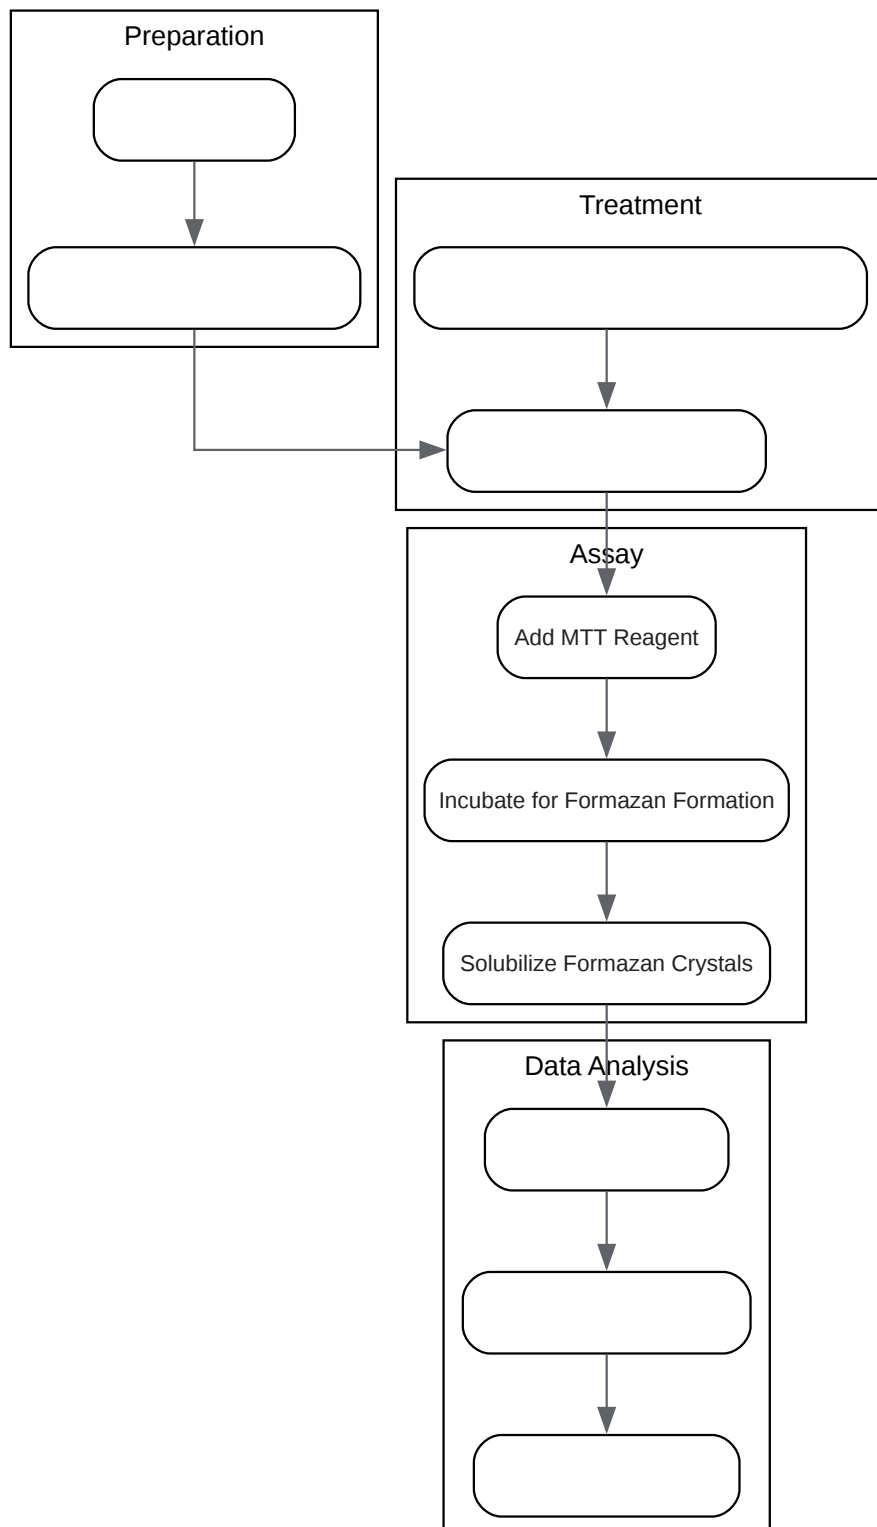 Preparation
Treatment
Assay
Add MTT Reagent
Incubate for Formazan Formation
Solubilize Formazan Crystals
Data Analysis